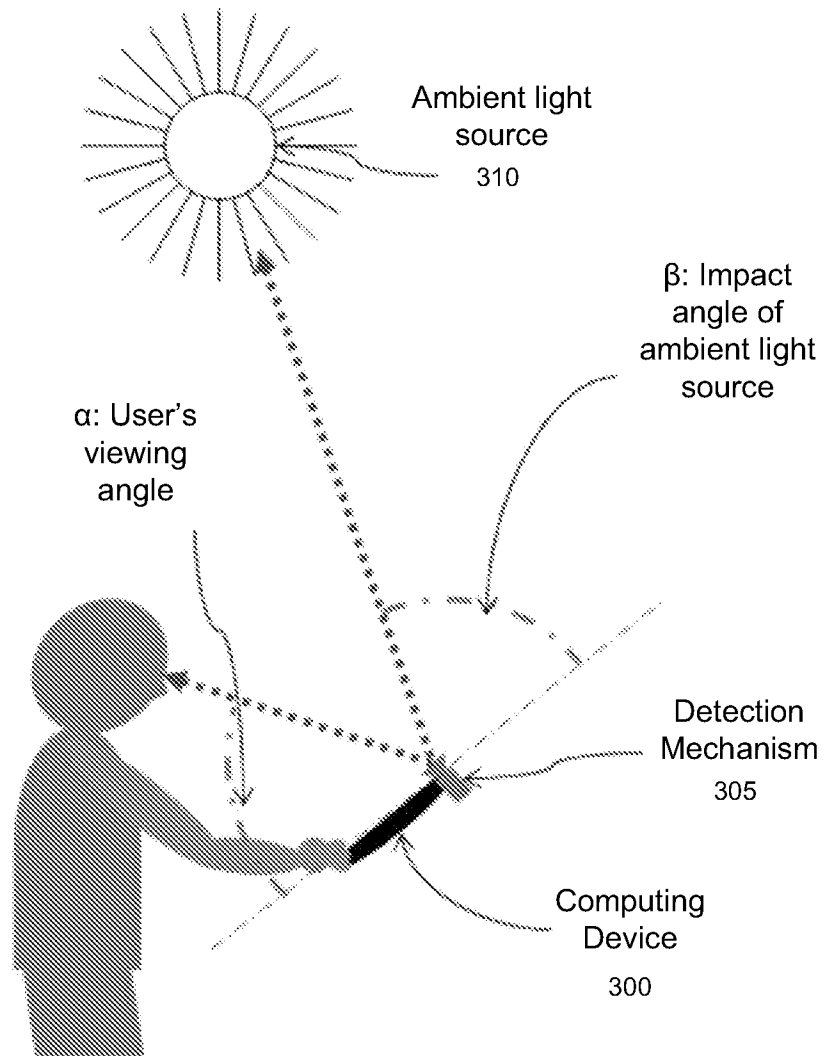 Ambient light
source
310
β: Impact
angle of
ambient light
source
α: User's
viewing
angle
Detection
Mechanism
305
Computing
Device
300